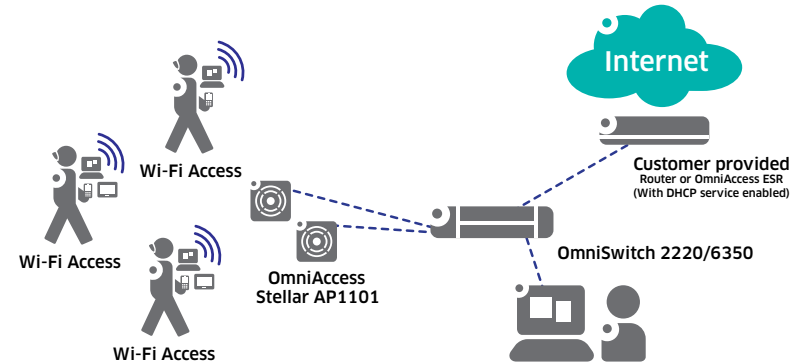 Internet
Wi-Fi Access
Customer provided
Router or OmniAccess ESR
(With DHCP service enabled)
Wi-Fi Access
OmniAccess
Stellar AP1101
OmniSwitch 2220/6350
Wi-Fi Access